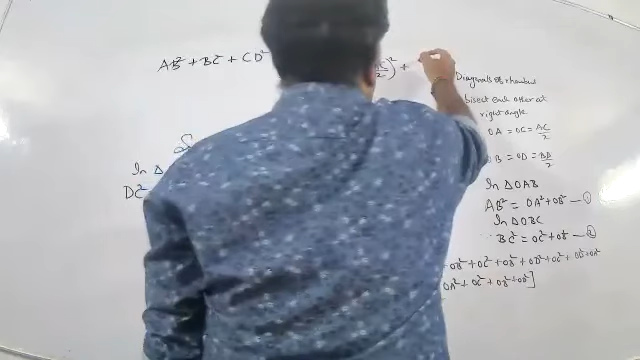 AB² + BC² + CD²
/2)² +
In Δ
DC²
Diagonals of rhombus
bisect each other at
right angle
OA = OC = AC/2
OB = OD = BD/2
In ΔOAB
AB² = OA² + OB² — ①
In ΔOBC
BC² = OC² + OB² — ②
+ OB² + OC² + OB² + OD² + OC² + OD² + OA²
OA² + OC² + OB² + OD²]